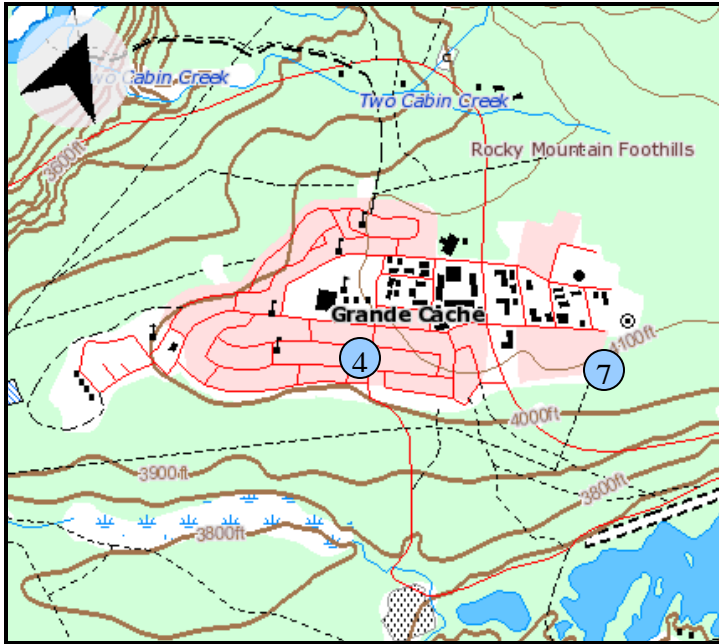 Two Cabin Creek
Two Cabin Creek
Rocky Mountain Foothills
3600ft
Grande Cache
4100ft
4
7
4000ft
3900ft
3800ft
3800ft